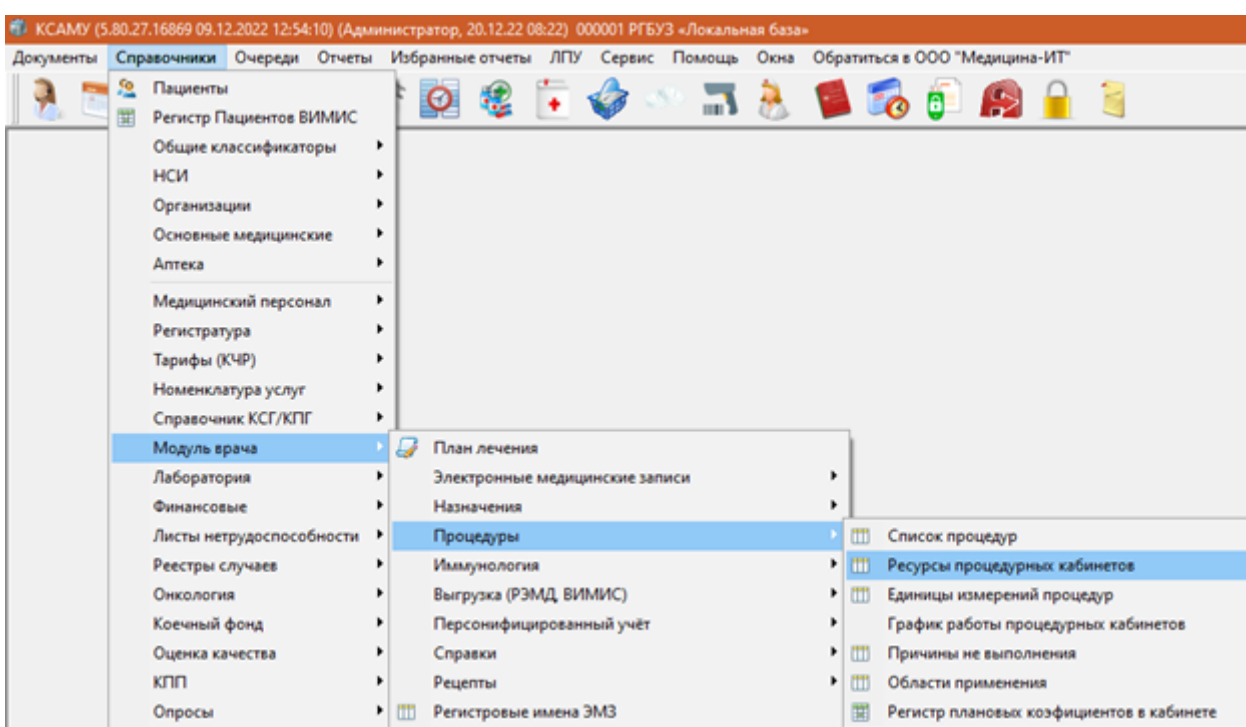 КСАМУ (5.80.27.16869 09.12.2022 12:54:10) (Администратор, 20.12.22 08:22) 000001 РГБУЗ «Локальная база»
Документы Справочники Очереди Отчеты Избранные отчеты ЛПУ Сервис Помощь Окна Обратиться в ООО "Медицина-ИТ"
Пациенты
Регистр Пациентов ВИМИС
Общие классификаторы
НСИ
Организации
Основные медицинские
Аптека
Медицинский персонал
Регистратура
Тарифы (КЧР)
Номенклатура услуг
Справочник КСГ/КПГ
Модуль врача
Лаборатория
Финансовые
Листы нетрудоспособности
Реестры случаев
Онкология
Коечный фонд
Оценка качества
КПП
Опросы
План лечения
Электронные медицинские записи
Назначения
Процедуры
Иммунология
Выгрузка (РЭМД, ВИМИС)
Персонифицированный учёт
Справки
Рецепты
Регистровые имена ЭМЗ
Список процедур
Ресурсы процедурных кабинетов
Единицы измерений процедур
График работы процедурных кабинетов
Причины не выполнения
Области применения
Регистр плановых коэфициентов в кабинете